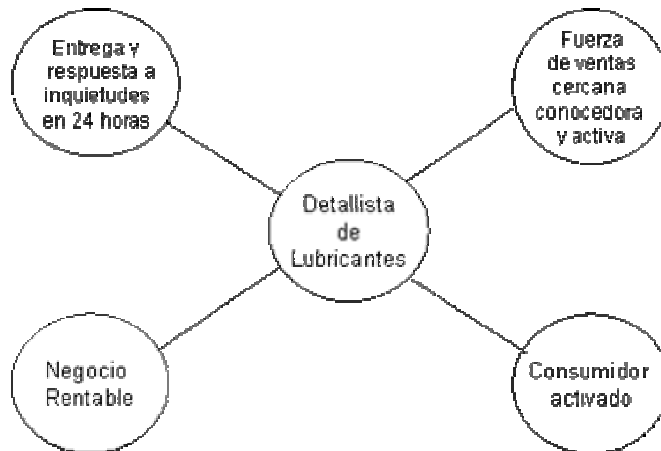 Entrega y
respuesta a
inquietudes
en 24 horas
Fuerza
de ventas
cercana
conocedora
y activa
Detallista
de
Lubricantes
Negocio
Rentable
Consumidor
activado